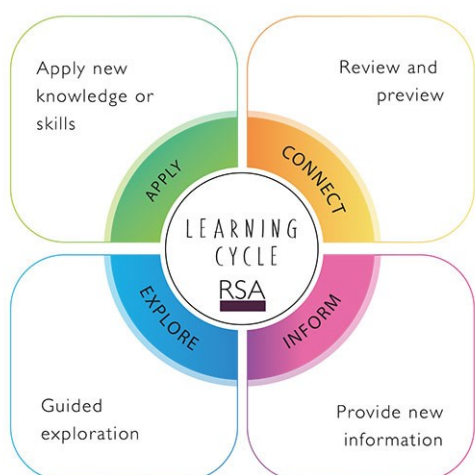 Apply new
knowledge or
skills
Review and
preview
APPLY
CONNECT
LEARNING
CYCLE
RSA
EXPLORE
INFORM
Guided
exploration
Provide new
information